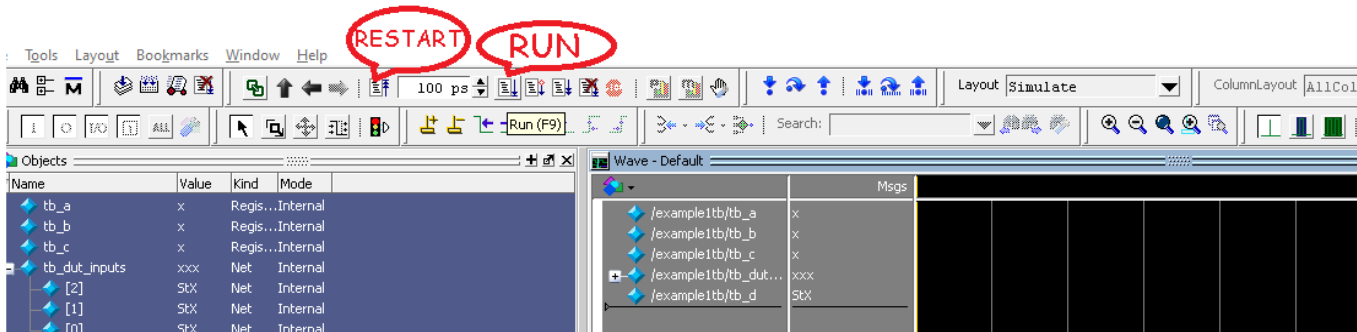 RESTART
RUN
Tools Layout Bookmarks Window Help
100 ps
Layout Simulate
ColumnLayout AllCol
I/O
ALL
Run (F9)
Search:
Objects
Name Value Kind Mode
tb_a x Regis...Internal
tb_b x Regis...Internal
tb_c x Regis...Internal
tb_dut_inputs xxx Net Internal
[2] StX Net Internal
[1] StX Net Internal
[0] StX Net Internal
Wave - Default
Msgs
/example1tb/tb_a x
/example1tb/tb_b x
/example1tb/tb_c x
/example1tb/tb_dut... xxx
/example1tb/tb_d StX